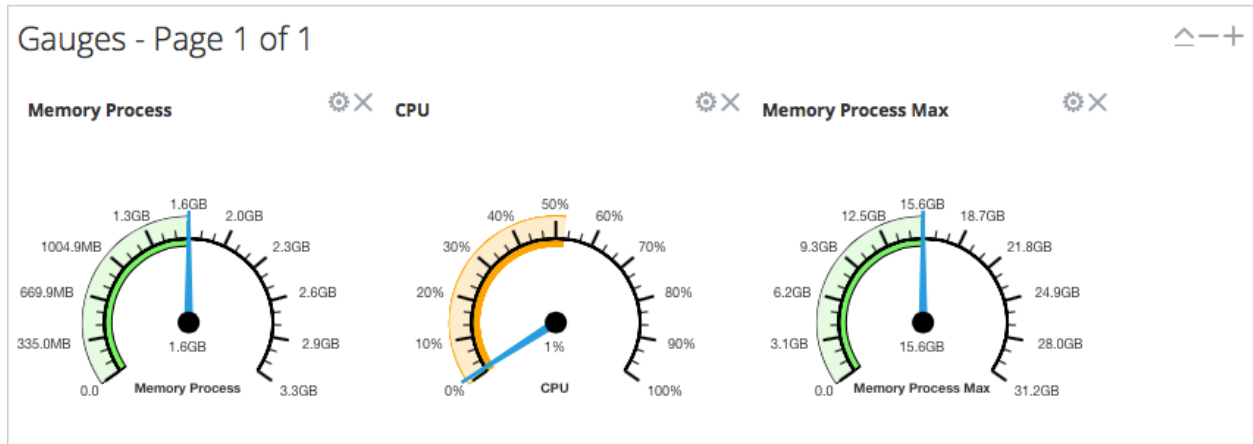 Gauges - Page 1 of 1
Memory Process
CPU
Memory Process Max
1.6GB
1.3GB
2.0GB
1004.9MB
2.3GB
669.9MB
2.6GB
335.0MB
2.9GB
1.6GB
0.0
Memory Process
3.3GB
50%
40%
60%
30%
70%
20%
80%
10%
90%
1%
0%
CPU
100%
15.6GB
12.5GB
18.7GB
9.3GB
21.8GB
6.2GB
24.9GB
3.1GB
28.0GB
15.6GB
0.0
Memory Process Max
31.2GB